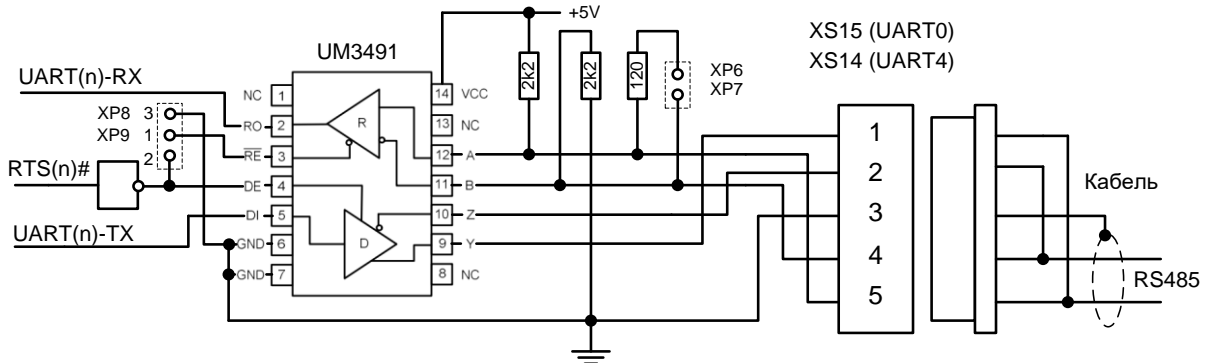 +5V
XS15 (UART0)
XS14 (UART4)
UM3491
UART(n)-RX
2k2
2k2
120
XP6
XP7
NC 1
14 VCC
XP8 3
XP9 1
2
RO 2
R
13 NC
RE 3
12 A
RTS(n)#
DE 4
11 B
DI 5
10 Z
UART(n)-TX
GND 6
D
9 Y
GND 7
8 NC
1
2
3
4
5
Кабель
RS485